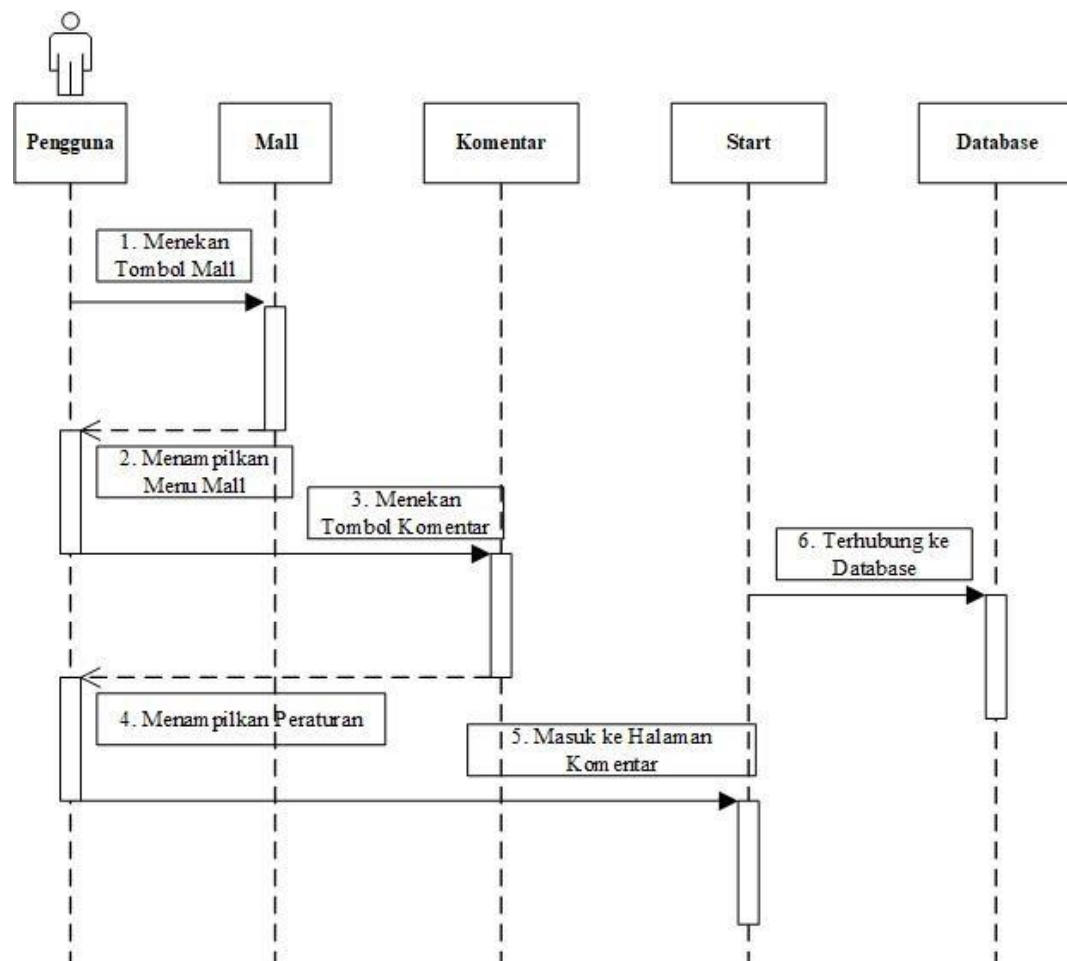 Pengguna
Mall
Komentar
Start
Database
1. Menekan
Tombol Mall
2. Menampilkan
Menu Mall
3. Menekan
Tombol Komentar
6. Terhubung ke
Database
4. Menampilkan Peraturan
5. Masuk ke Halaman
Komentar